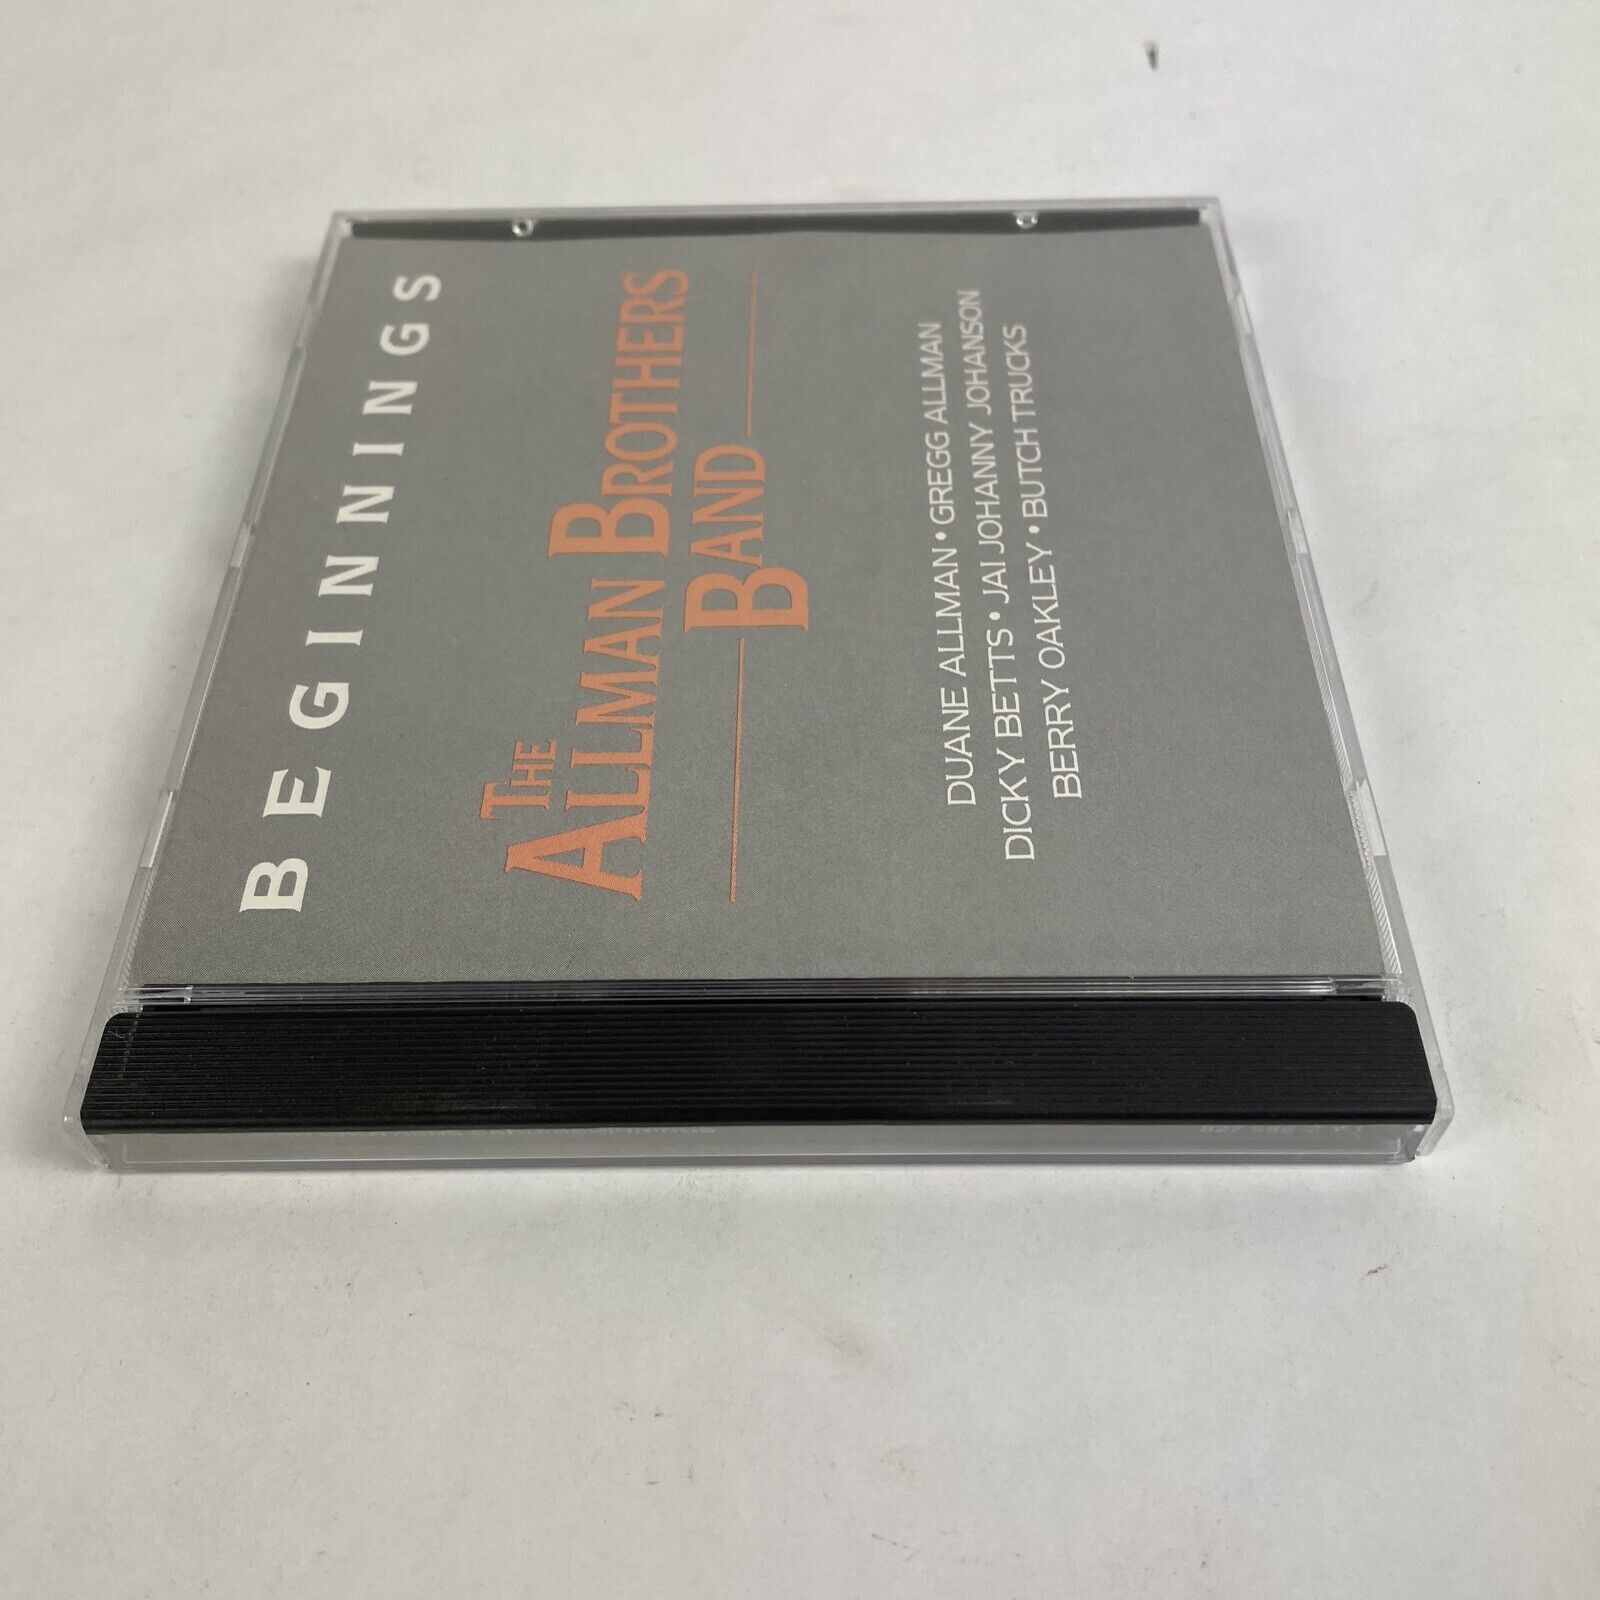 BEGINNINGS
THE
ALLMAN BROTHERS
BAND
DUANE ALLMAN • GREGG ALLMAN
DICKY BETTS • JAI JOHANNY JOHANSON
BERRY OAKLEY • BUTCH TRUCKS